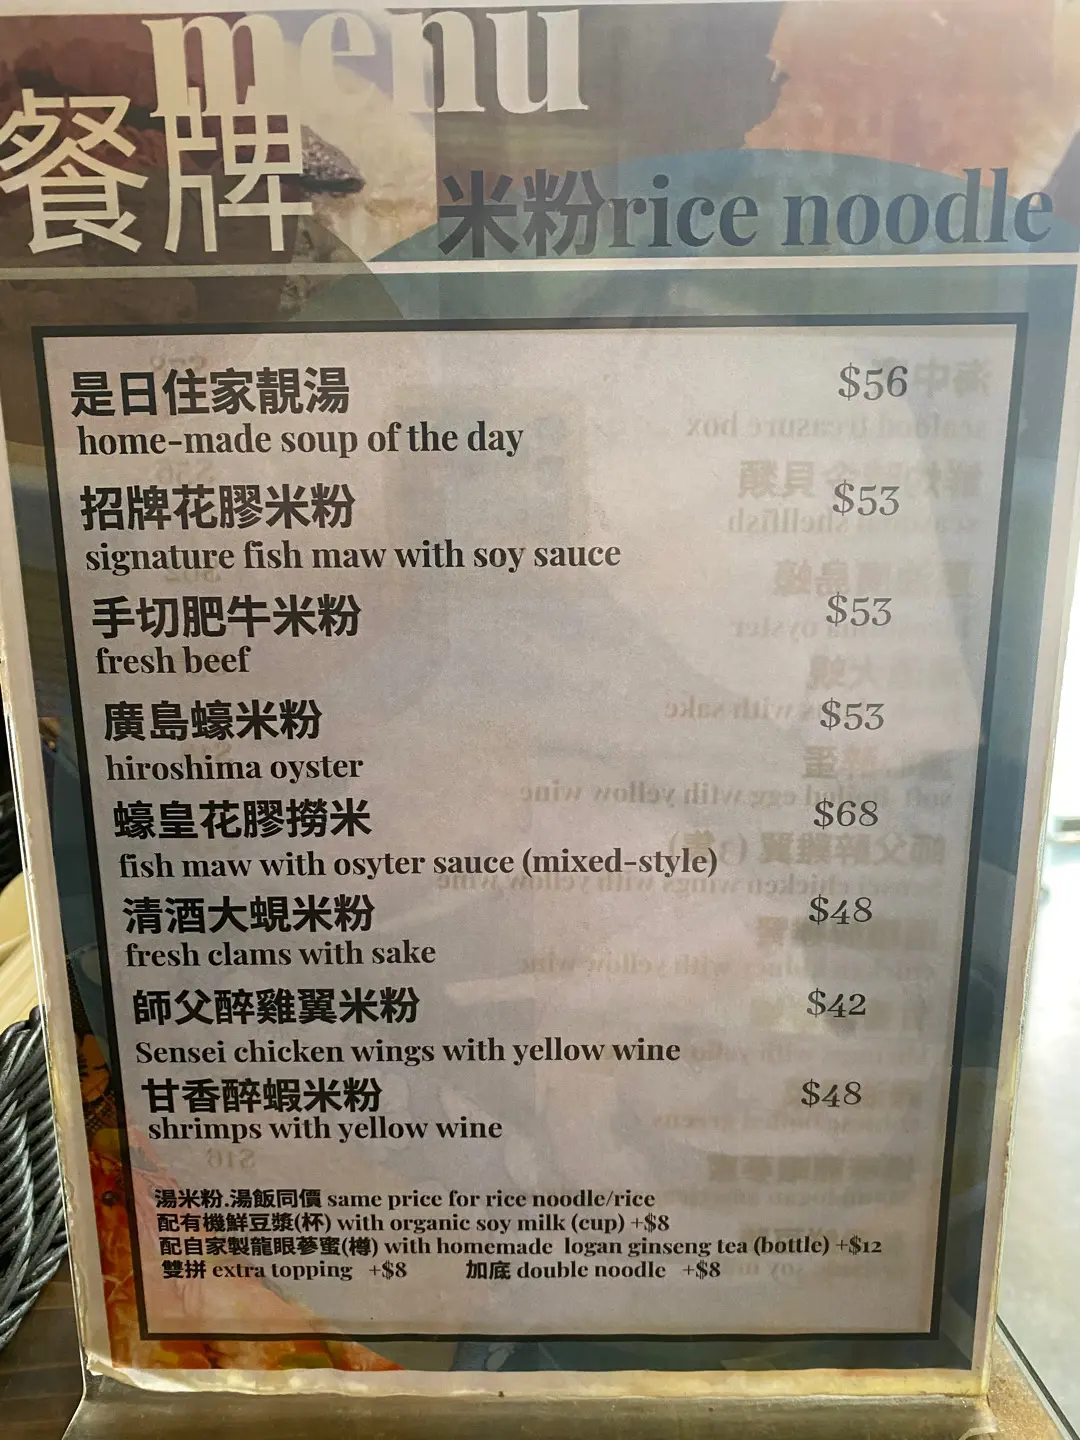 menu
餐牌
米粉rice noodle
是日住家靚湯 $56
home-made soup of the day
招牌花膠米粉 $53
signature fish maw with soy sauce
手切肥牛米粉 $53
fresh beef
廣島蠔米粉 $53
hiroshima oyster
蠔皇花膠撈米 $68
fish maw with osyter sauce (mixed-style)
清酒大蜆米粉 $48
fresh clams with sake
師父醉雞翼米粉 $42
Sensei chicken wings with yellow wine
甘香醉蝦米粉 $48
shrimps with yellow wine
湯米粉.湯飯同價 same price for rice noodle/rice
配有機鮮豆漿(杯) with organic soy milk (cup) +$8
配自家製龍眼蔘蜜(樽) with homemade logan ginseng tea (bottle) +$12
雙拼 extra topping +$8 加底 double noodle +$8